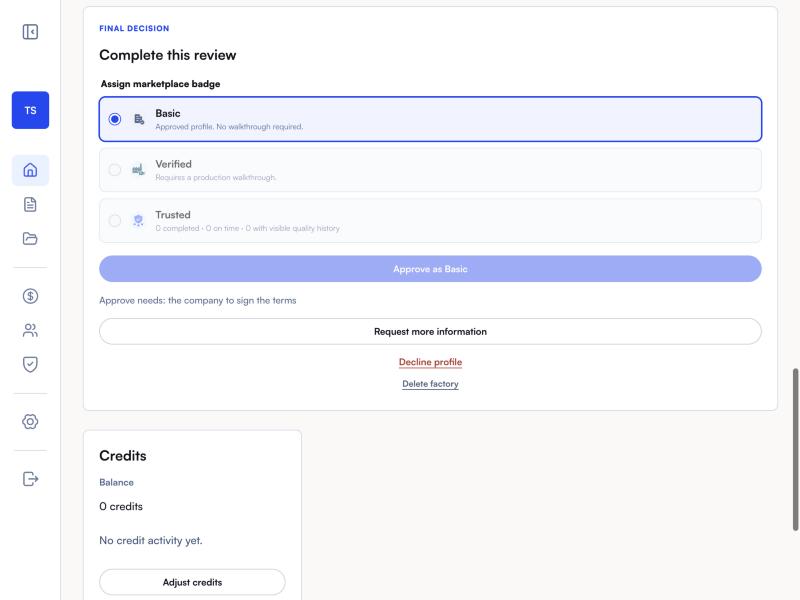 FINAL DECISION
Complete this review
TS
Assign marketplace badge
Basic
Approved profile. No walkthrough required.
Verified
Requires a production walkthrough.
Trusted
0 completed · 0 on time · 0 with visible quality history
Approve as Basic
Approve needs: the company to sign the terms
Request more information
Decline profile
Delete factory
Credits
Balance
0 credits
No credit activity yet.
Adjust credits